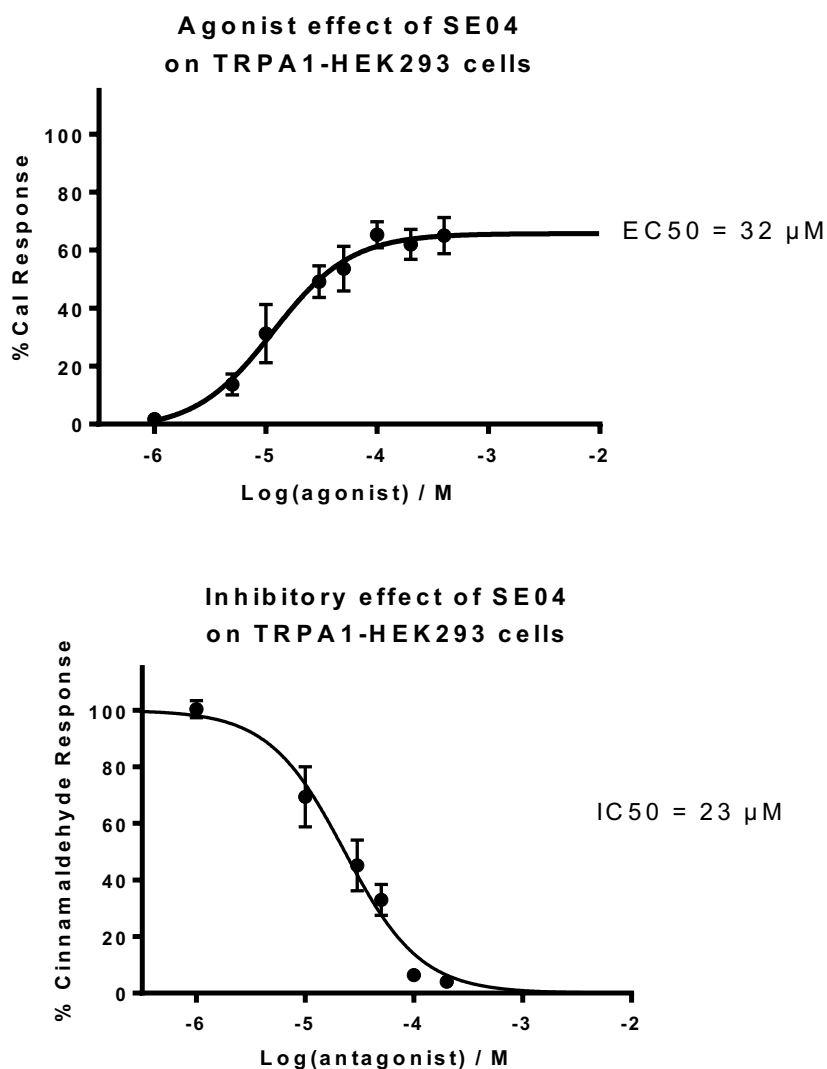 Agonist effect of SE04
on TRPA1-HEK293 cells
% Cal Response
100
80
60
40
20
0
EC50 = 32 µM
-6 -5 -4 -3 -2
Log(agonist) / M
Inhibitory effect of SE04
on TRPA1-HEK293 cells
% Cinnamaldehyde Response
100
80
60
40
20
0
IC50 = 23 µM
-6 -5 -4 -3 -2
Log(antagonist) / M